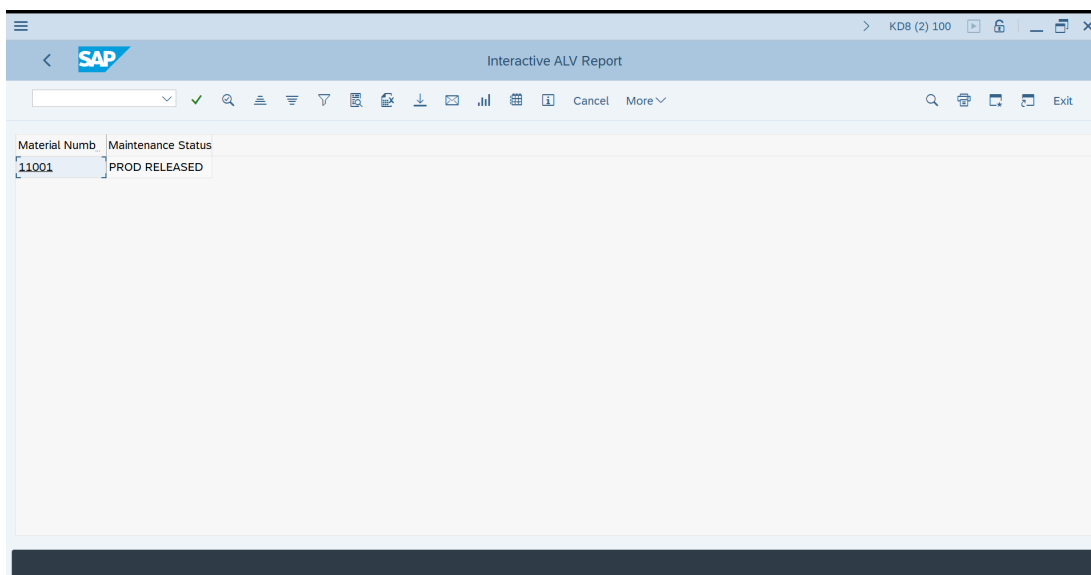 KD8 (2) 100
SAP
Interactive ALV Report
Cancel More
Exit
Material Numb... Maintenance Status
11001 PROD RELEASED